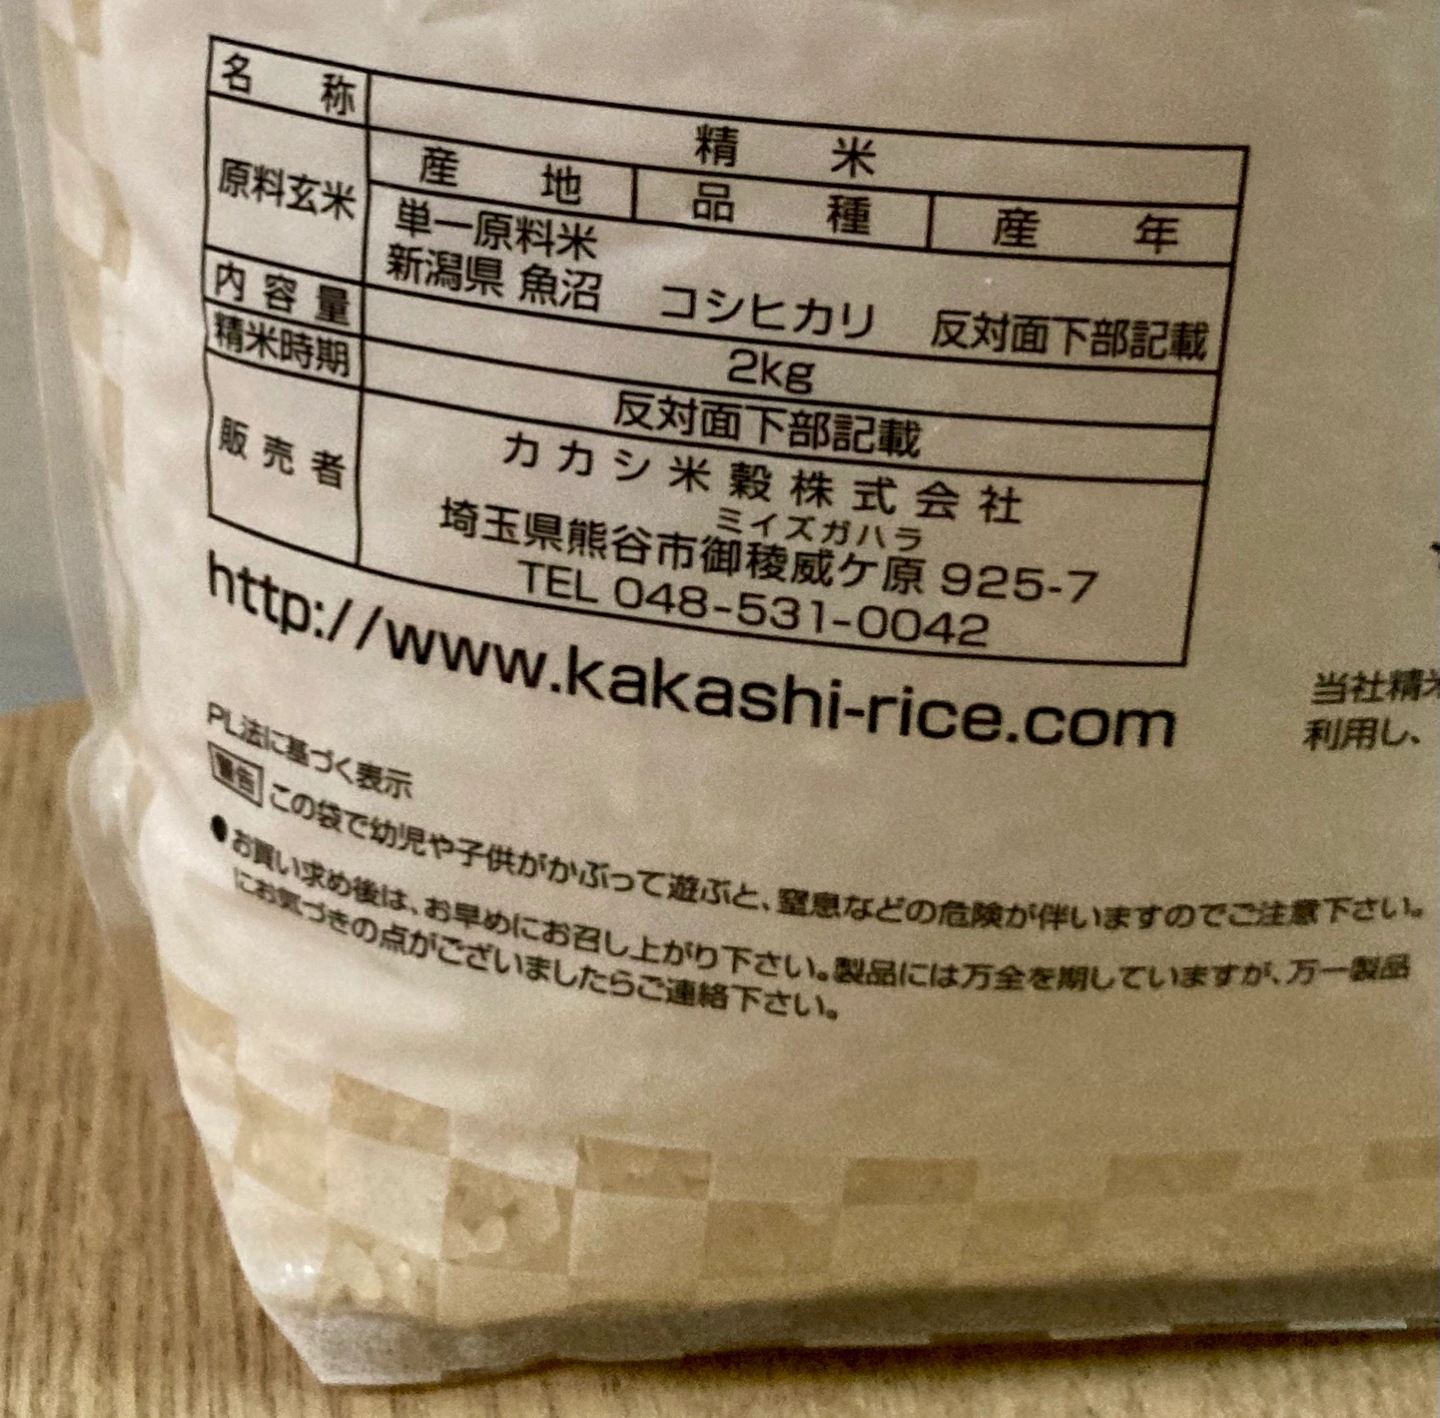 名称 精米
原料玄米 産地 品種 産年
単一原料米
新潟県 魚沼 コシヒカリ 反対面下部記載
内容量 2kg
精米時期 反対面下部記載
販売者 カカシ米穀株式会社
ミイズガハラ
埼玉県熊谷市御稜威ケ原 925-7
TEL 048-531-0042
http://www.kakashi-rice.com
当社精米
利用し、
PL法に基づく表示
警告 この袋で幼児や子供がかぶって遊ぶと、窒息などの危険が伴いますのでご注意下さい。
●お買い求め後は、お早めにお召し上がり下さい。製品には万全を期していますが、万一製品
にお気づきの点がございましたらご連絡下さい。